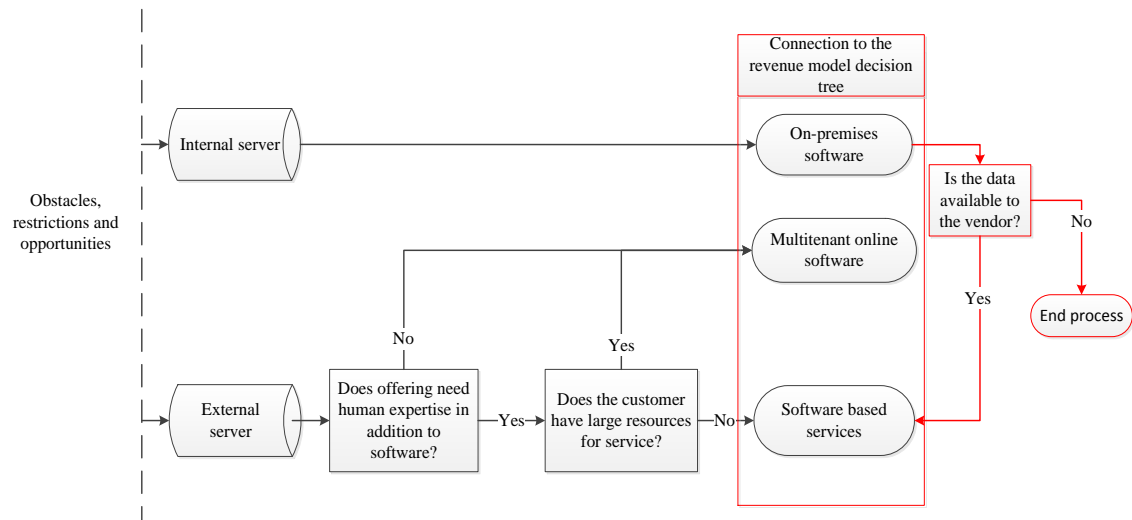 Connection to the
revenue model decision
tree
Internal server
On-premises
software
Is the data
available to
the vendor?
No
Obstacles,
restrictions and
opportunities
Multitenant online
software
Yes
End process
No
Yes
External
server
Does offering need
human expertise in
addition to
software?
Yes
Does the customer
have large resources
for service?
No
Software based
services